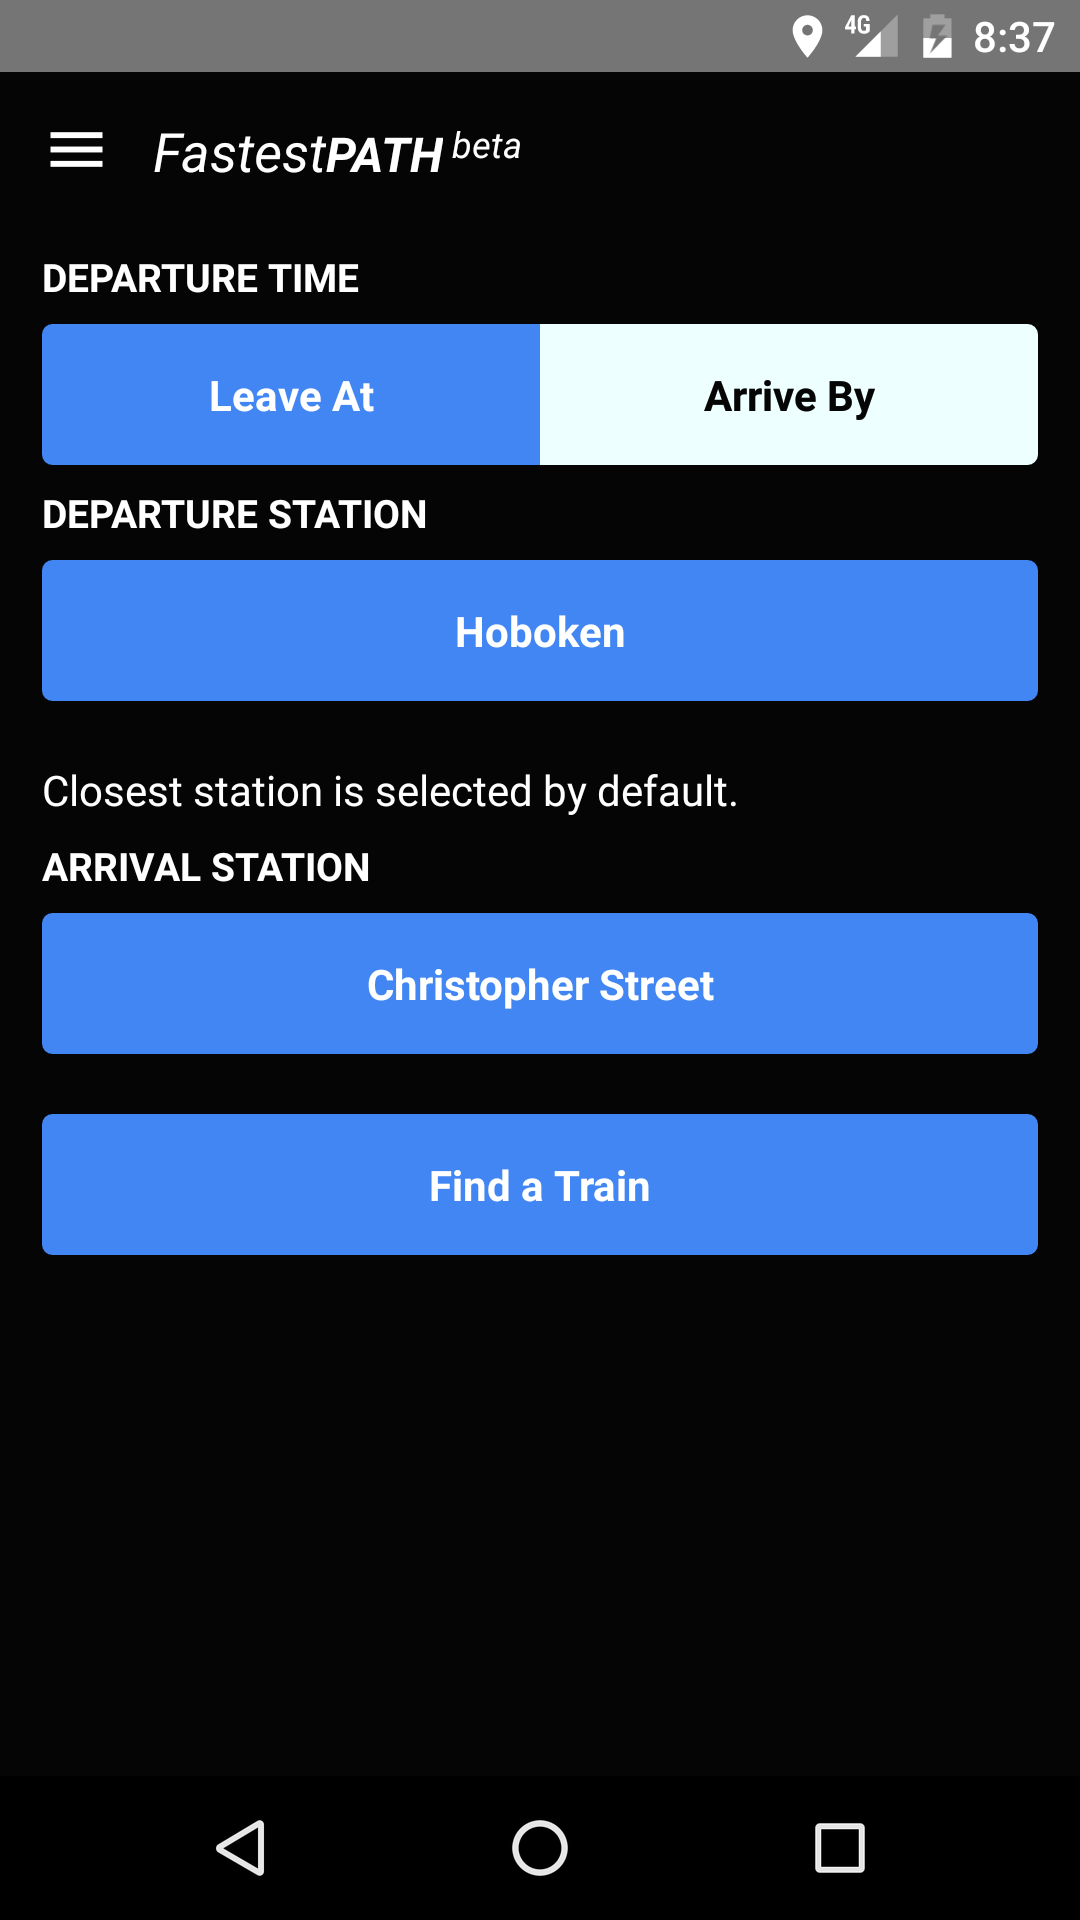 4G 8:37
FastestPATH beta
DEPARTURE TIME
Leave At Arrive By
DEPARTURE STATION
Hoboken
Closest station is selected by default.
ARRIVAL STATION
Christopher Street
Find a Train